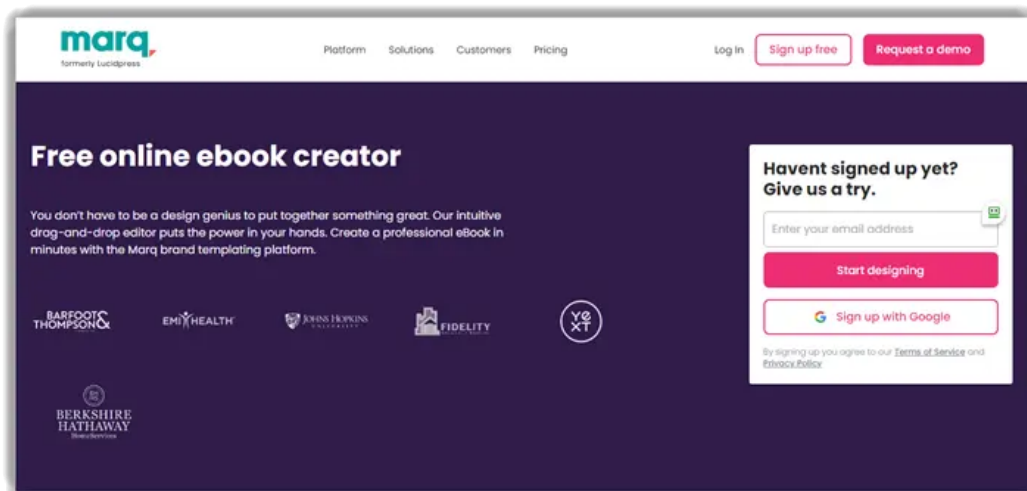 marq
formerly Lucidpress
Platform Solutions Customers Pricing
Log In Sign up free Request a demo
Free online ebook creator
You don't have to be a design genius to put together something great. Our intuitive
drag-and-drop editor puts the power in your hands. Create a professional eBook in
minutes with the Marq brand templating platform.
BARFOOT&
THOMPSON
EMI HEALTH
JOHNS HOPKINS
UNIVERSITY
FIDELITY
YEXT
BERKSHIRE
HATHAWAY
HomeServices
Havent signed up yet?
Give us a try.
Enter your email address
Start designing
Sign up with Google
By signing up you agree to our Terms of Service and
Privacy Policy